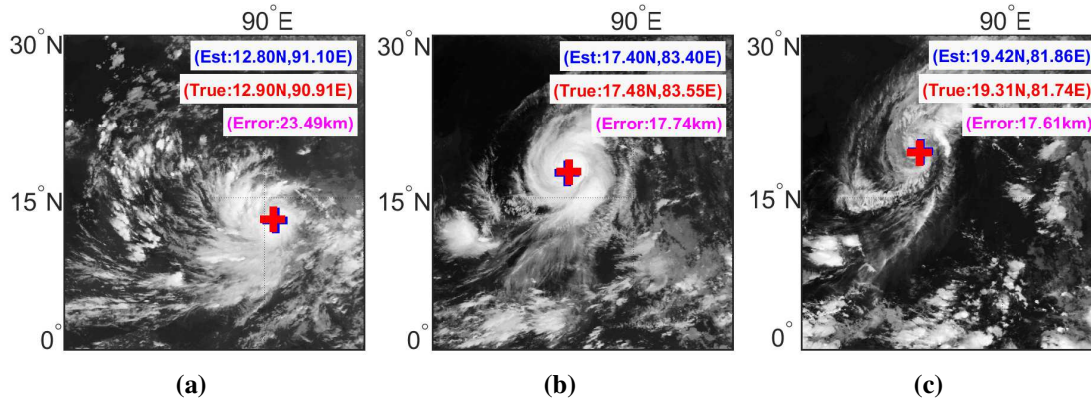 90°E
30°N
(Est:12.80N,91.10E)
(True:12.90N,90.91E)
(Error:23.49km)
15°N
0°
(a)
90°E
30°N
(Est:17.40N,83.40E)
(True:17.48N,83.55E)
(Error:17.74km)
15°N
0°
(b)
90°E
30°N
(Est:19.42N,81.86E)
(True:19.31N,81.74E)
(Error:17.61km)
15°N
0°
(c)